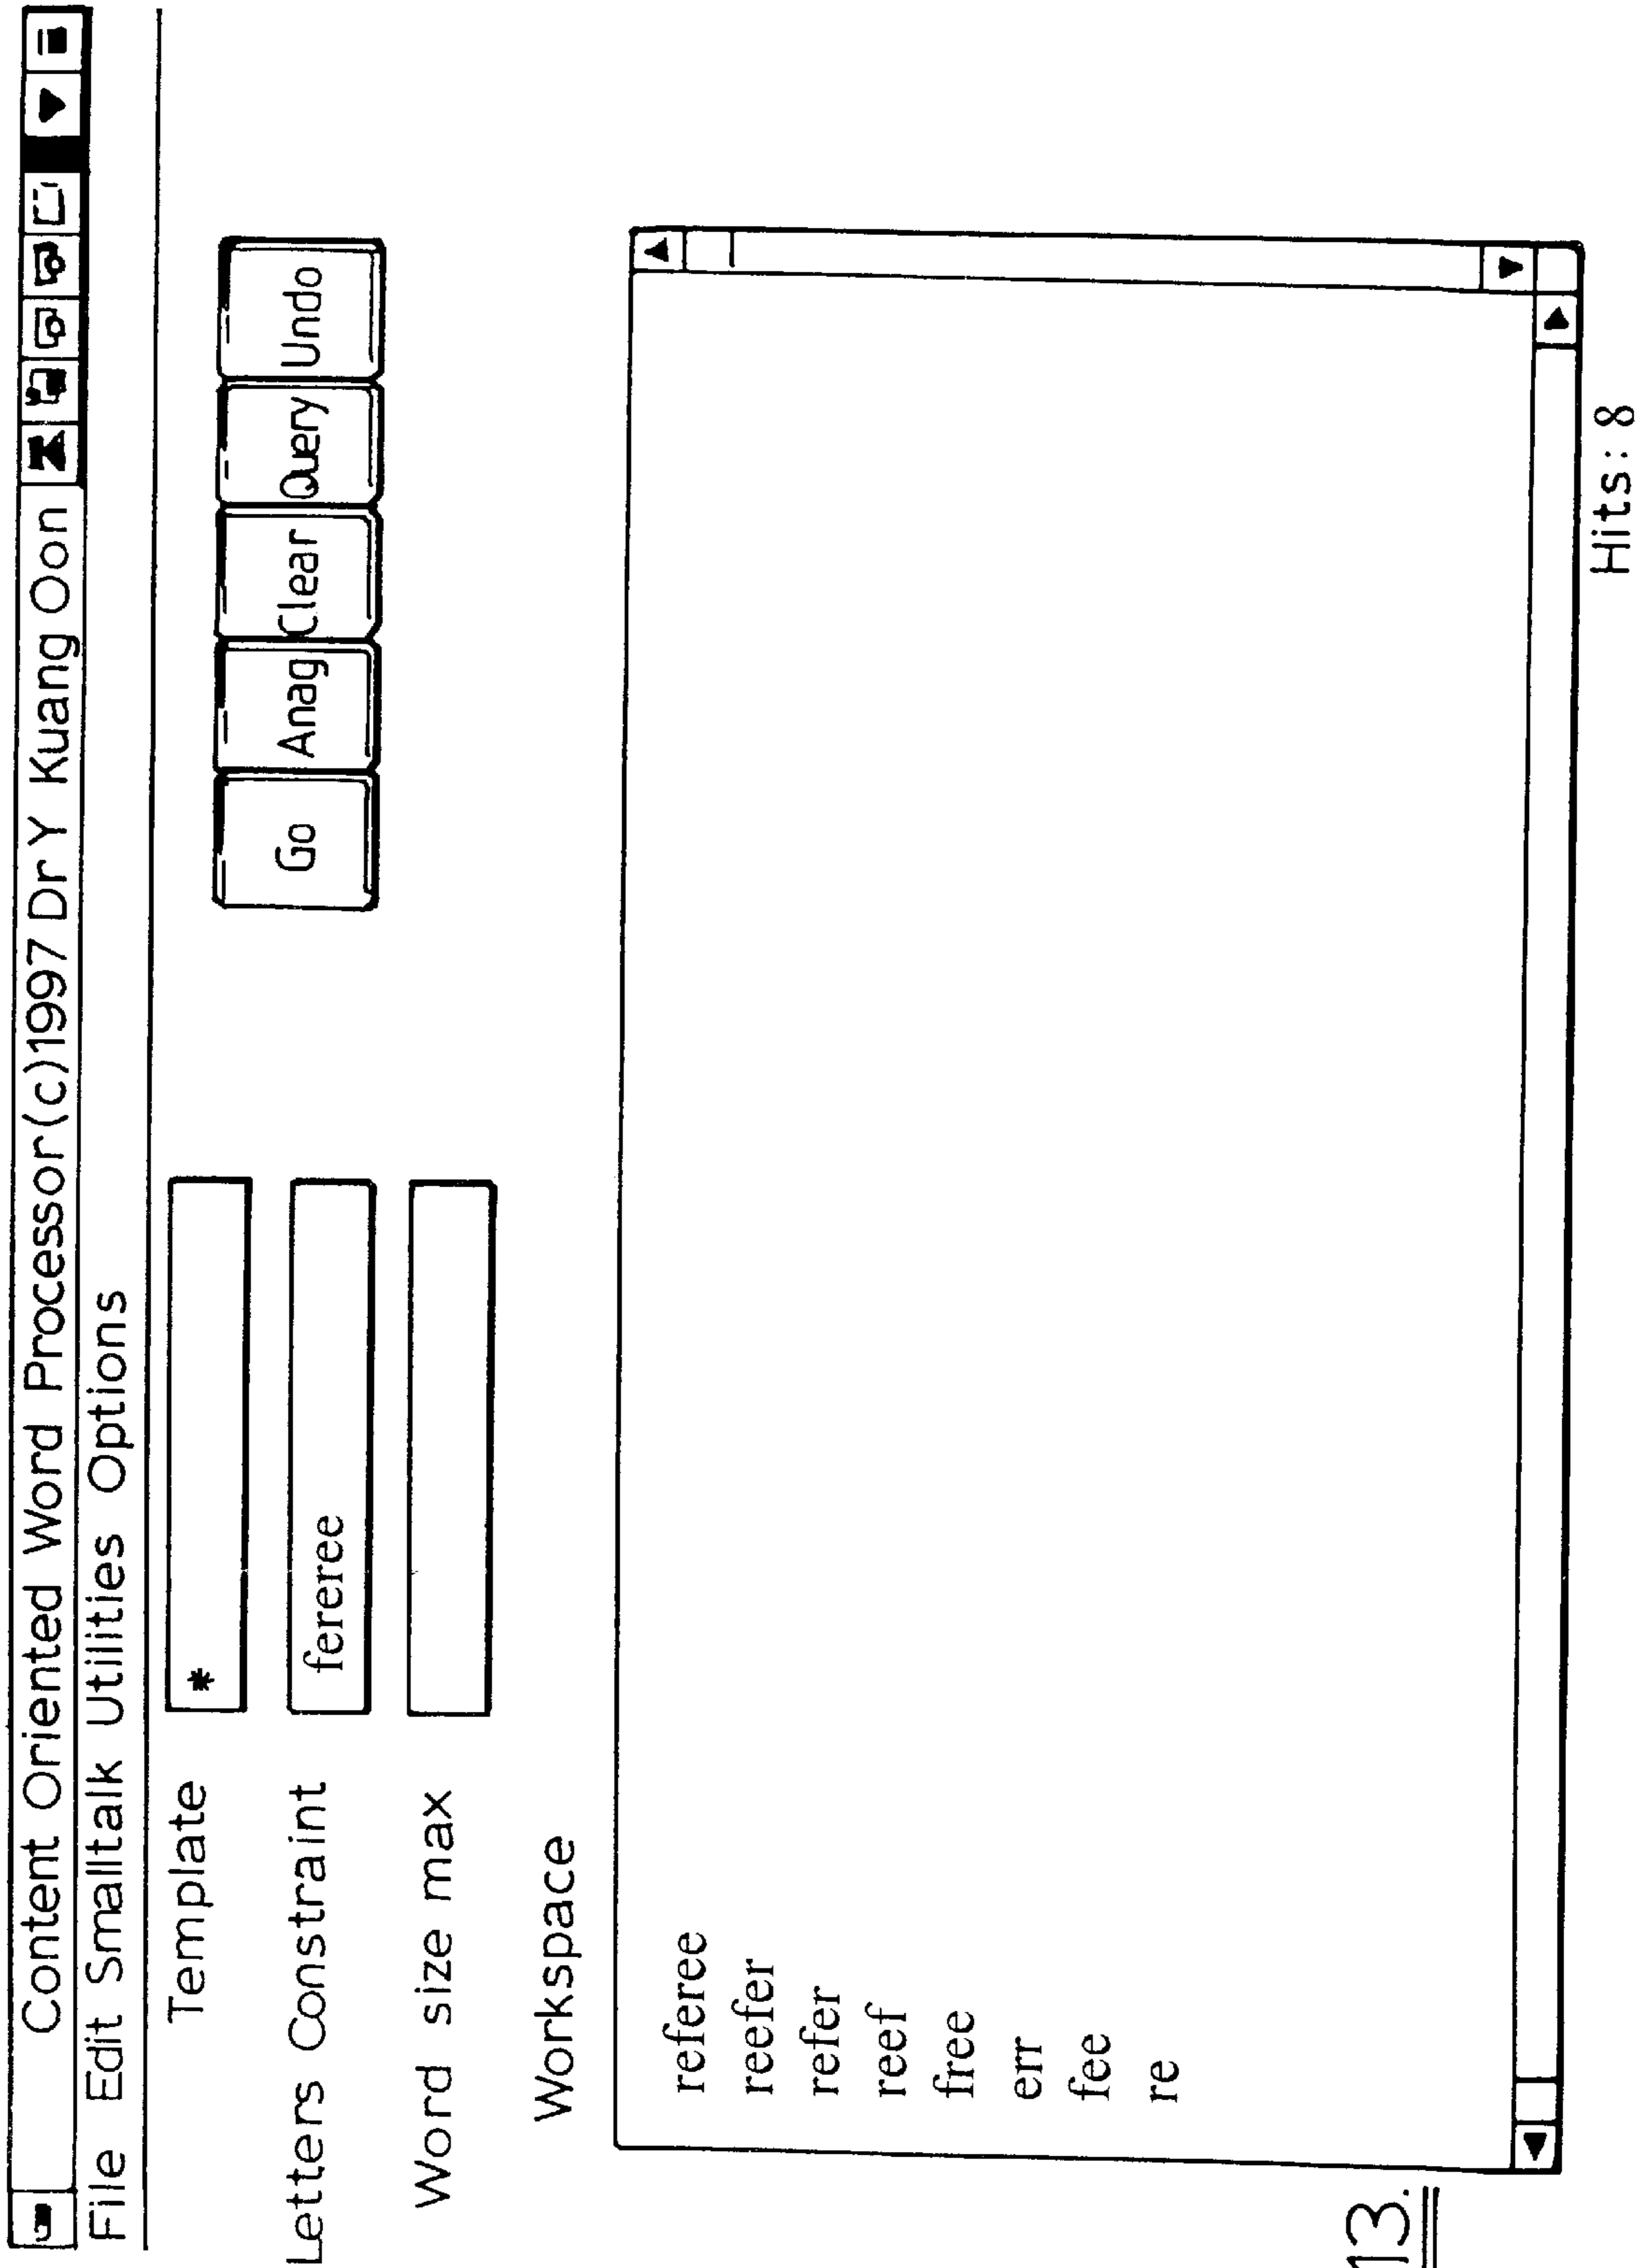 Content Oriented Word Processor (c)1997 Dr Y Kuang Oon
File Edit Smalltalk Utilities Options
Template *
Go Anag Clear Query Undo
Letters Constraint fereree
Word size max
Workspace
referee
reefer
refer
reef
free
err
fee
re
Hits: 8
13.